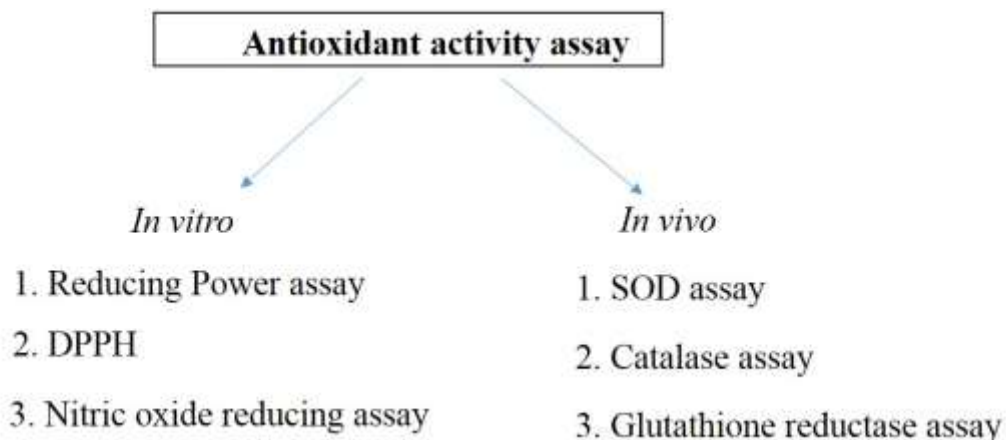 Antioxidant activity assay
In vitro
1. Reducing Power assay
2. DPPH
3. Nitric oxide reducing assay
In vivo
1. SOD assay
2. Catalase assay
3. Glutathione reductase assay